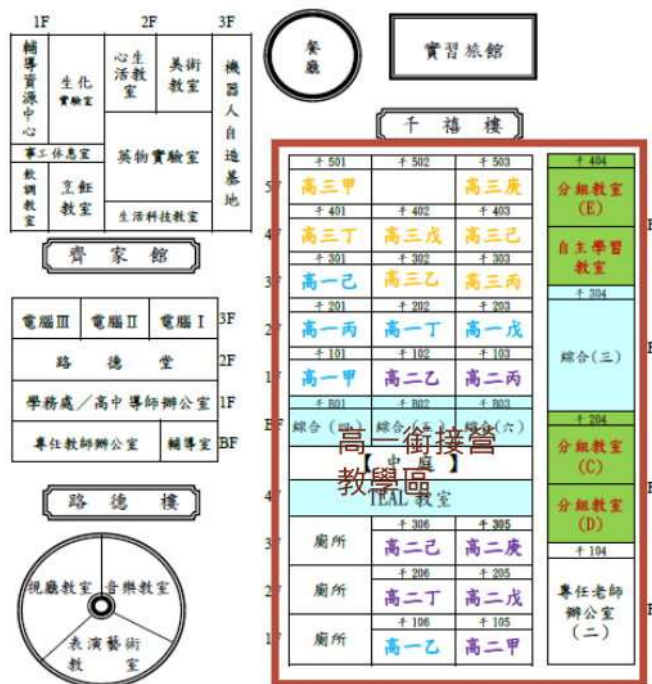 1F 2F 3F
輔導資源中心
生化
實驗室
心生活教室
美術
教室
機器人自造基地
事工休息室
英物實驗室
飲調教室
烹飪
教室
生活科技教室
齊家館
電腦III 電腦II 電腦I 3F
路德堂 2F
學務處／高中導師辦公室 1F
專任教師辦公室 輔導室 BF
路德樓
視廳教室 音樂教室
表演藝術
教室
餐廳
實習旅館
千禧樓
千501 千502 千503
高三甲 高三庚
千401 千402 千403
高三丁 高三戊 高三己
千301 千302 千303
高一己 高三乙 高三丙
千201 千202 千203
高一丙 高一丁 高一戊
千101 千102 千103
高一甲 高二乙 高二丙
千B01 千B02 千B03
綜合(四) 綜合(五) 綜合(六)
高一銜接營
教學區
【中庭】
TEAL教室
千306 千305
廁所 高二己 高二庚
千206 千205
廁所 高二丁 高二戊
千106 千105
廁所 高一乙 高二甲
千404
分組教室
(E)
自主學習
教室
千304
綜合(三)
千204
分組教室
(C)
分組教室
(D)
千104
專任老師
辦公室
(二)